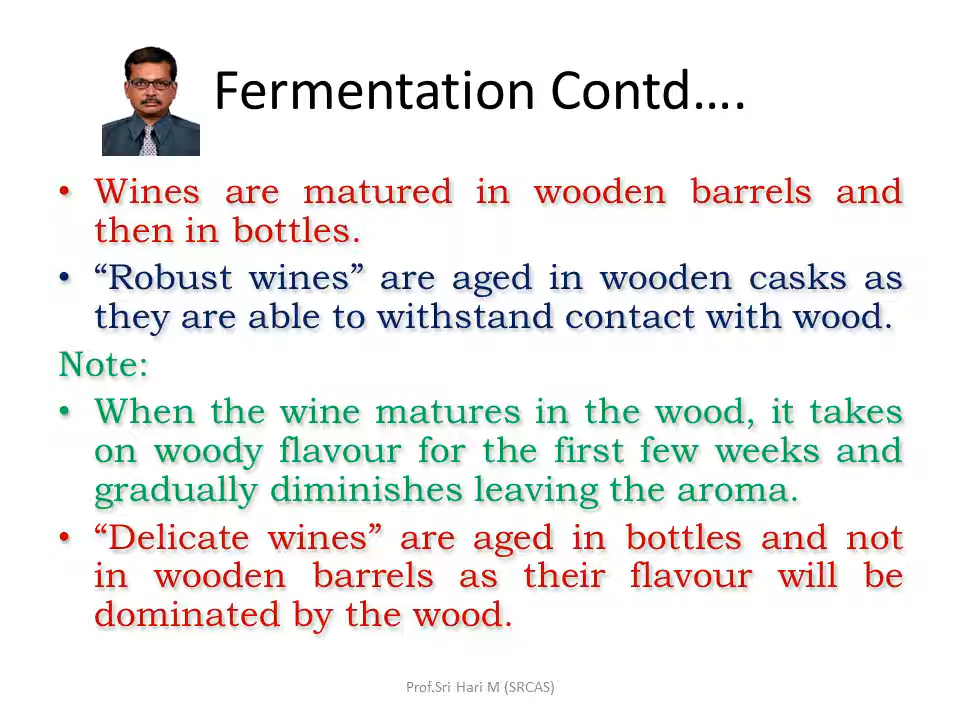 Fermentation Contd….
• Wines are matured in wooden barrels and
then in bottles.
• “Robust wines” are aged in wooden casks as
they are able to withstand contact with wood.
Note:
• When the wine matures in the wood, it takes
on woody flavour for the first few weeks and
gradually diminishes leaving the aroma.
• “Delicate wines” are aged in bottles and not
in wooden barrels as their flavour will be
dominated by the wood.
Prof.Sri Hari M (SRCAS)